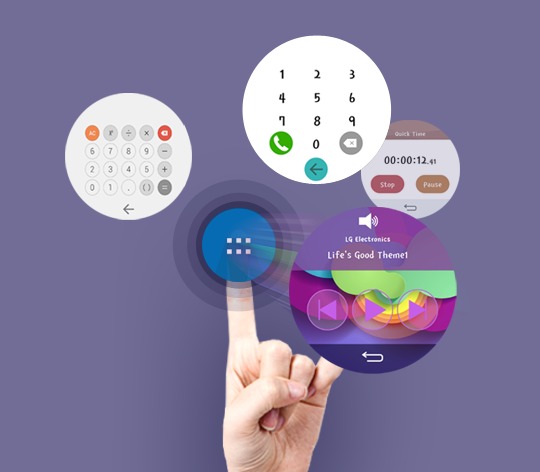 1 2 3
4 5 6
7 8 9
0
AC ÷ ×
6 7 8 9 -
2 3 4 5 +
0 1 . ( ) =
Quick Time
00:00:12.41
Stop Pause
LG Electronics
Life's Good Theme1